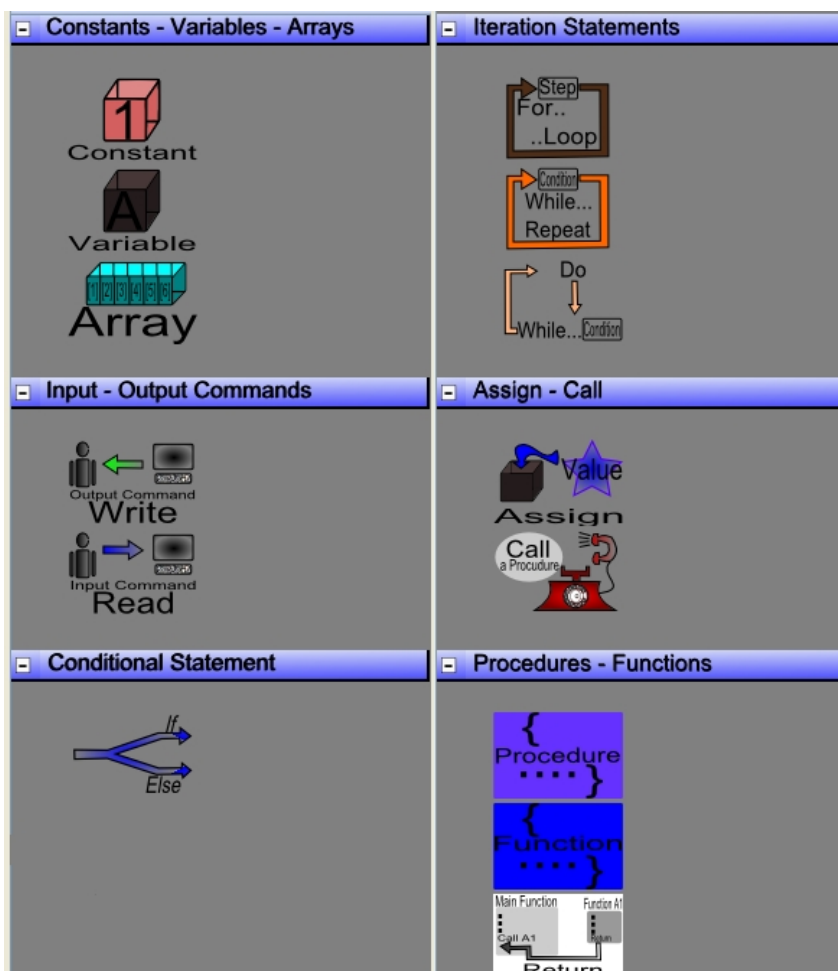 Constants - Variables - Arrays
1
Constant
A
Variable
[1] [2] [3] [4] [5] [6]
Array
Iteration Statements
Step
For..
..Loop
Condition
While...
Repeat
Do
While... Condition
Input - Output Commands
Output Command
Write
Input Command
Read
Assign - Call
Value
Assign
Call
a Procudure
Conditional Statement
If
Else
Procedures - Functions
{
Procedure
.... }
{
Function
.... }
Main Function Function A1
Call A1 Return
Return